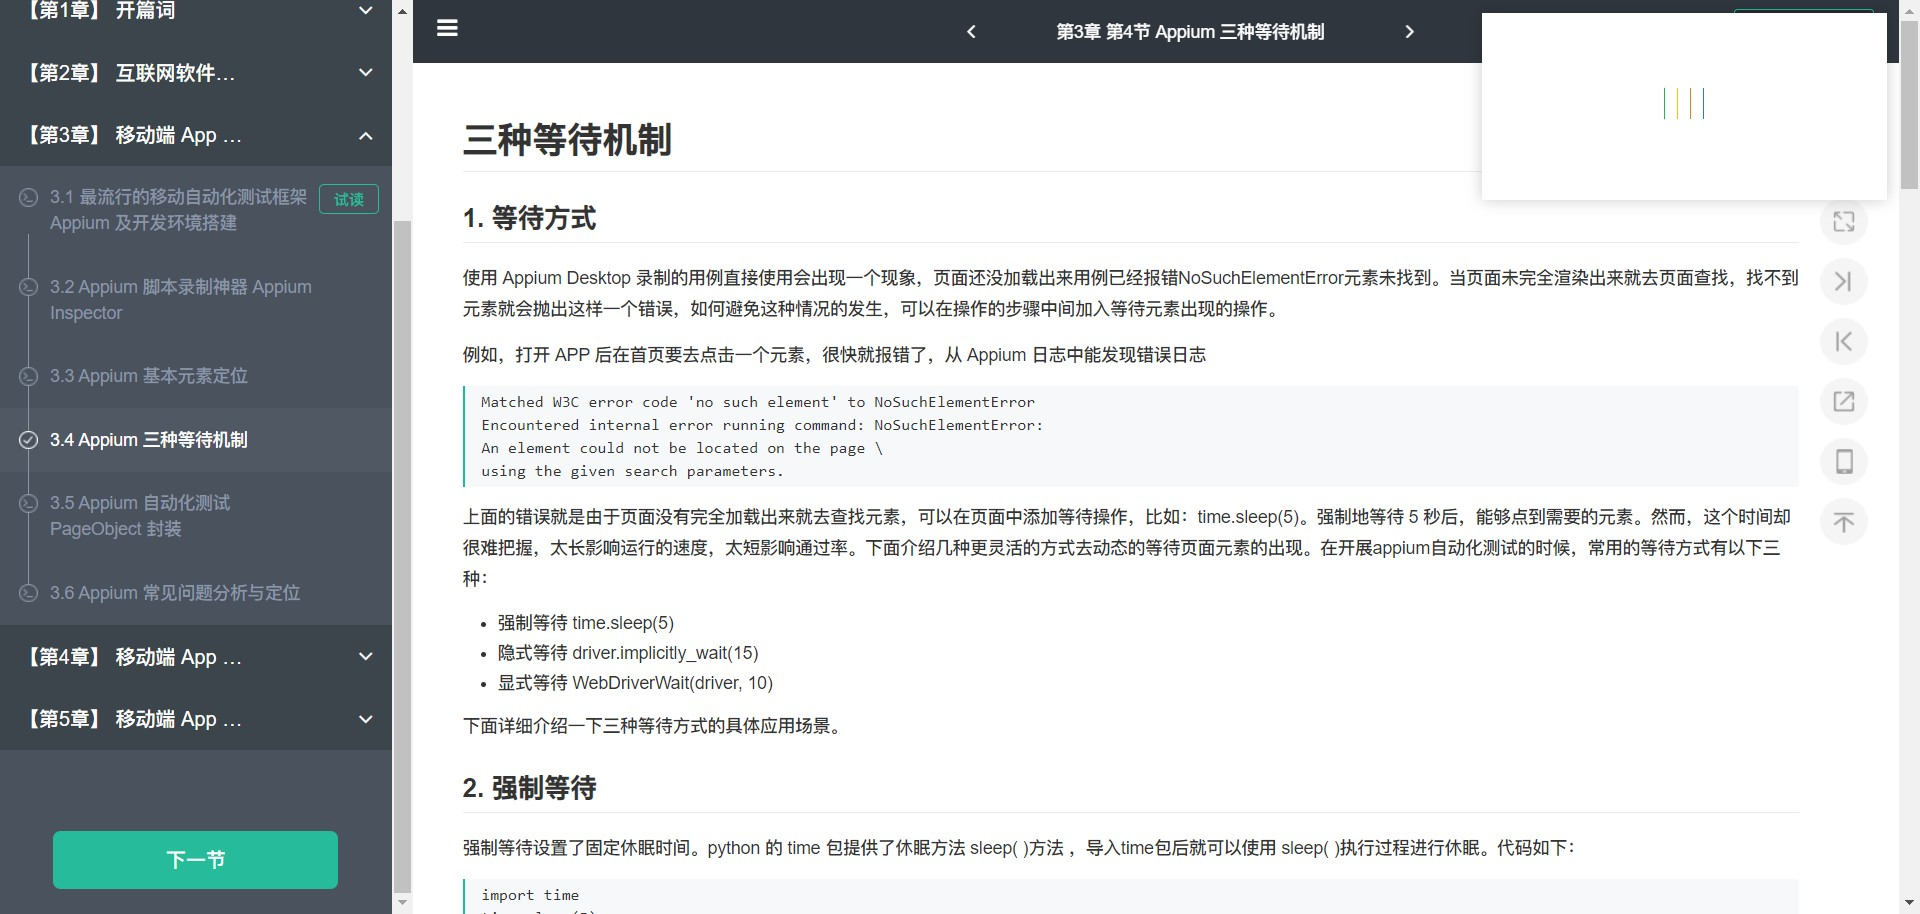 【第1章】 开篇词
【第2章】 互联网软件…
【第3章】 移动端 App …
3.1 最流行的移动自动化测试框架
Appium 及开发环境搭建
试读
3.2 Appium 脚本录制神器 Appium
Inspector
3.3 Appium 基本元素定位
3.4 Appium 三种等待机制
3.5 Appium 自动化测试
PageObject 封装
3.6 Appium 常见问题分析与定位
【第4章】 移动端 App …
【第5章】 移动端 App …
下一节
第3章 第4节 Appium 三种等待机制
三种等待机制
1. 等待方式
使用 Appium Desktop 录制的用例直接使用会出现一个现象，页面还没加载出来用例已经报错NoSuchElementError元素未找到。当页面未完全渲染出来就去页面查找，找不到
元素就会抛出这样一个错误，如何避免这种情况的发生，可以在操作的步骤中间加入等待元素出现的操作。
例如，打开 APP 后在首页要去点击一个元素，很快就报错了，从 Appium 日志中能发现错误日志
Matched W3C error code 'no such element' to NoSuchElementError
Encountered internal error running command: NoSuchElementError:
An element could not be located on the page \
using the given search parameters.
上面的错误就是由于页面没有完全加载出来就去查找元素，可以在页面中添加等待操作，比如：time.sleep(5)。强制地等待 5 秒后，能够点到需要的元素。然而，这个时间却
很难把握，太长影响运行的速度，太短影响通过率。下面介绍几种更灵活的方式去动态的等待页面元素的出现。在开展appium自动化测试的时候，常用的等待方式有以下三
种：
• 强制等待 time.sleep(5)
• 隐式等待 driver.implicitly_wait(15)
• 显式等待 WebDriverWait(driver, 10)
下面详细介绍一下三种等待方式的具体应用场景。
2. 强制等待
强制等待设置了固定休眠时间。python 的 time 包提供了休眠方法 sleep( )方法 ，导入time包后就可以使用 sleep( )执行过程进行休眠。代码如下：
import time